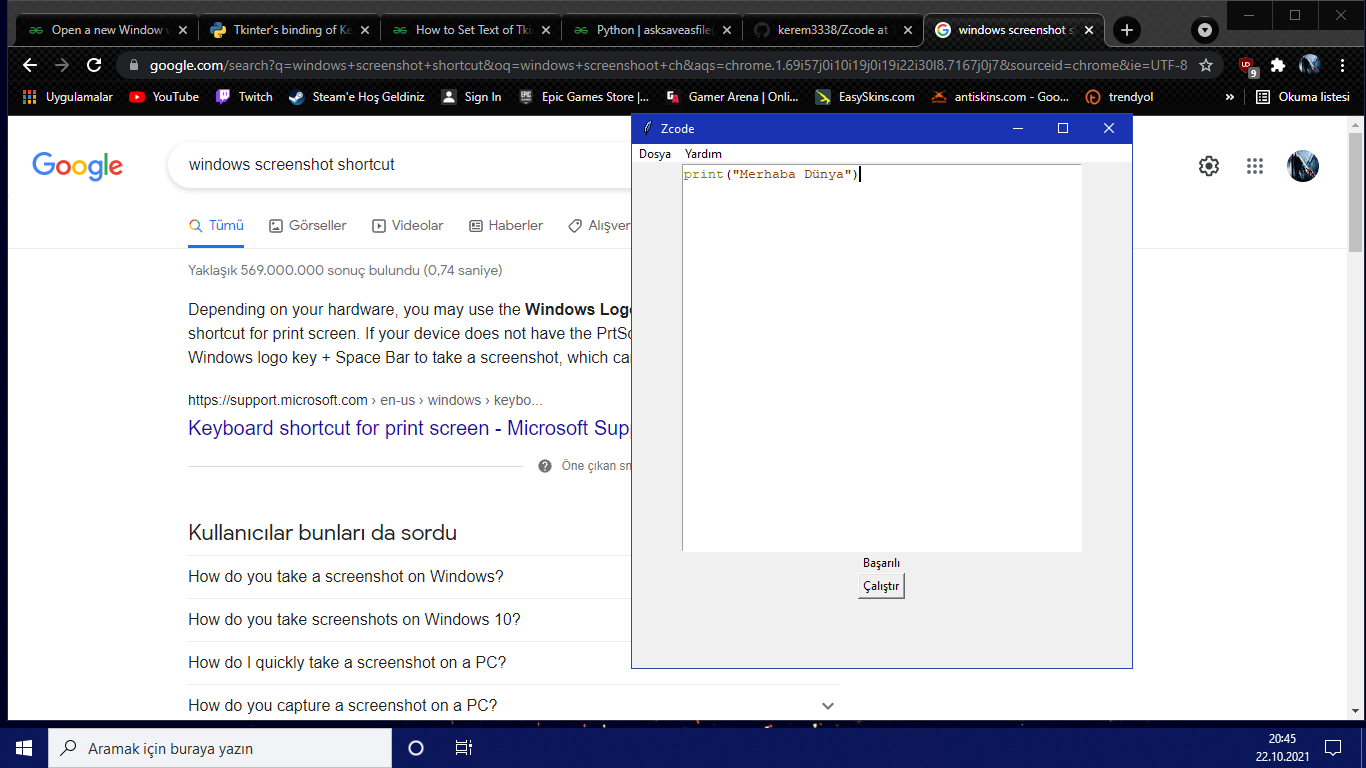 Open a new Window w
Tkinter's binding of Ke
How to Set Text of Tki
Python | asksaveasfile(
kerem3338/Zcode at
windows screenshot s
google.com/search?q=windows+screenshot+shortcut&oq=windows+screenshoot+ch&aqs=chrome.1.69i57j0i10i19j0i19i22i30l8.7167j0j7&sourceid=chrome&ie=UTF-8
9
Uygulamalar
YouTube
Twitch
Steam'e Hoş Geldiniz
Sign In
Epic Games Store |...
Gamer Arena | Onli...
EasySkins.com
antiskins.com - Goo...
trendyol
»
Okuma listesi
Google
windows screenshot shortcut
Tümü
Görseller
Videolar
Haberler
Alışver
Yaklaşık 569.000.000 sonuç bulundu (0,74 saniye)
Depending on your hardware, you may use the Windows Logo
shortcut for print screen. If your device does not have the PrtSc
Windows logo key + Space Bar to take a screenshot, which ca
https://support.microsoft.com › en-us › windows › keybo...
Keyboard shortcut for print screen - Microsoft Supp
Öne çıkan sn
Kullanıcılar bunları da sordu
How do you take a screenshot on Windows?
How do you take screenshots on Windows 10?
How do I quickly take a screenshot on a PC?
How do you capture a screenshot on a PC?
Zcode
Dosya
Yardım
print("Merhaba Dünya")
Başarılı
Çalıştır
Aramak için buraya yazın
20:45
22.10.2021